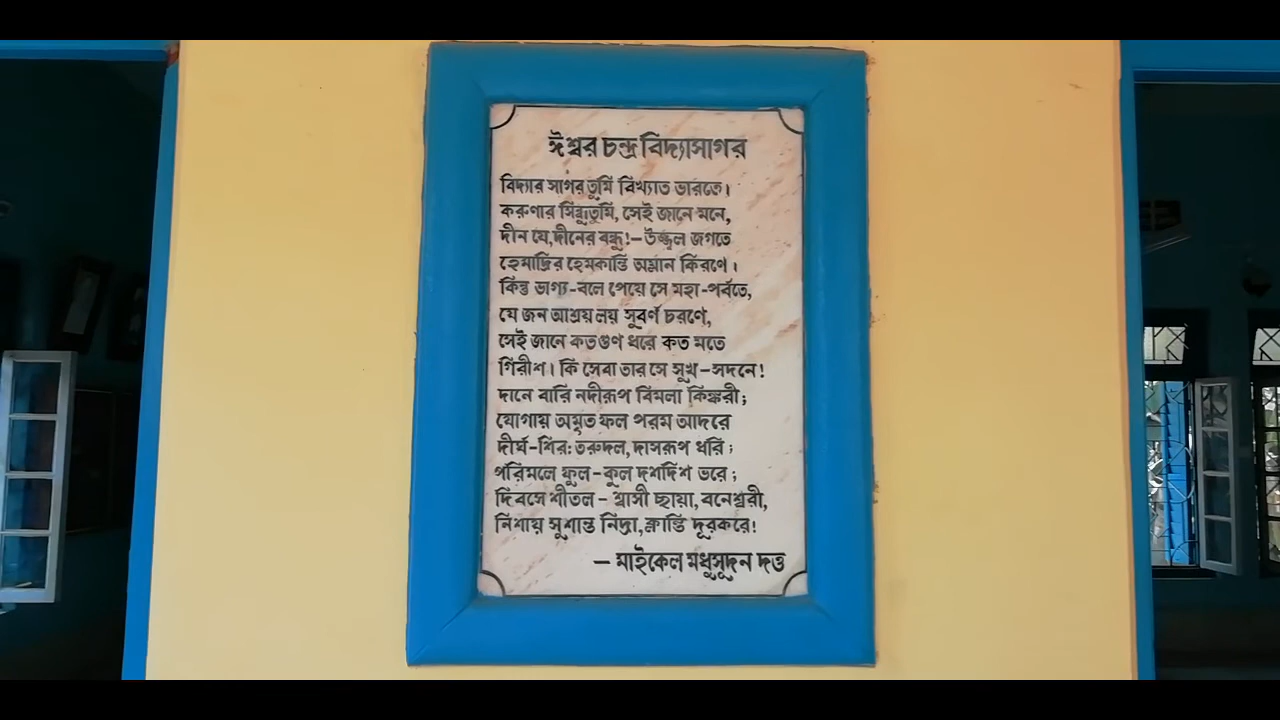 ঈশ্বর চন্দ্র বিদ্যাসাগর
বিদ্যার সাগর তুমি বিখ্যাত ভারতে।
করুণার সিন্ধু তুমি, সেই জানে মনে,
দীন যে, দীনের বন্ধু!- উজ্জ্বল জগতে
হেমাদ্রির হেমকান্তি অম্লান কিরণে।
কিন্তু ভাগ্য-বলে পেয়ে সে মহা-পর্বতে,
যে জন আশ্রয় লয় সুবর্ণ চরণে,
সেই জানে কত গুণ ধরে কত মতে
গিরীশ। কি সেবা তার সে সুখ-সদনে!
দানে বারি নদীরূপ বিমলা কিঙ্করী;
যোগায় অমৃত ফল পরম আদরে
দীর্ঘ-শিরঃ তরুদল, দাসরূপ ধরি;
পরিমলে ফুল-কুল দশদিশ ভরে;
দিবসে শীতল-শ্বাসী ছায়া, বনেশ্বরী,
নিশায় সুশান্ত নিদ্রা, ক্লান্তি দূর করে!
— মাইকেল মধুসূদন দত্ত